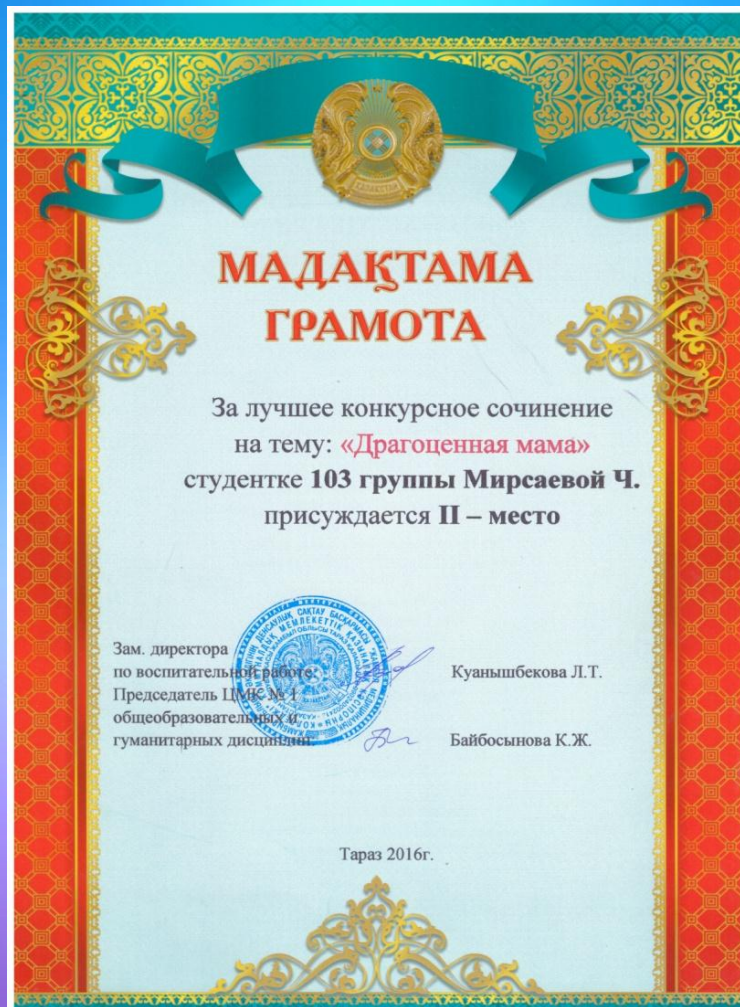 ҚАЗАҚСТАН
МАДАҚТАМА
ГРАМОТА
За лучшее конкурсное сочинение
на тему: «Драгоценная мама»
студентке 103 группы Мирсаевой Ч.
присуждается II – место
Зам. директора
по воспитательной работе:
Куанышбекова Л.Т.
Председатель ЦМК № 1
общеобразовательных и
гуманитарных дисциплин:
Байбосынова К.Ж.
Тараз 2016г.